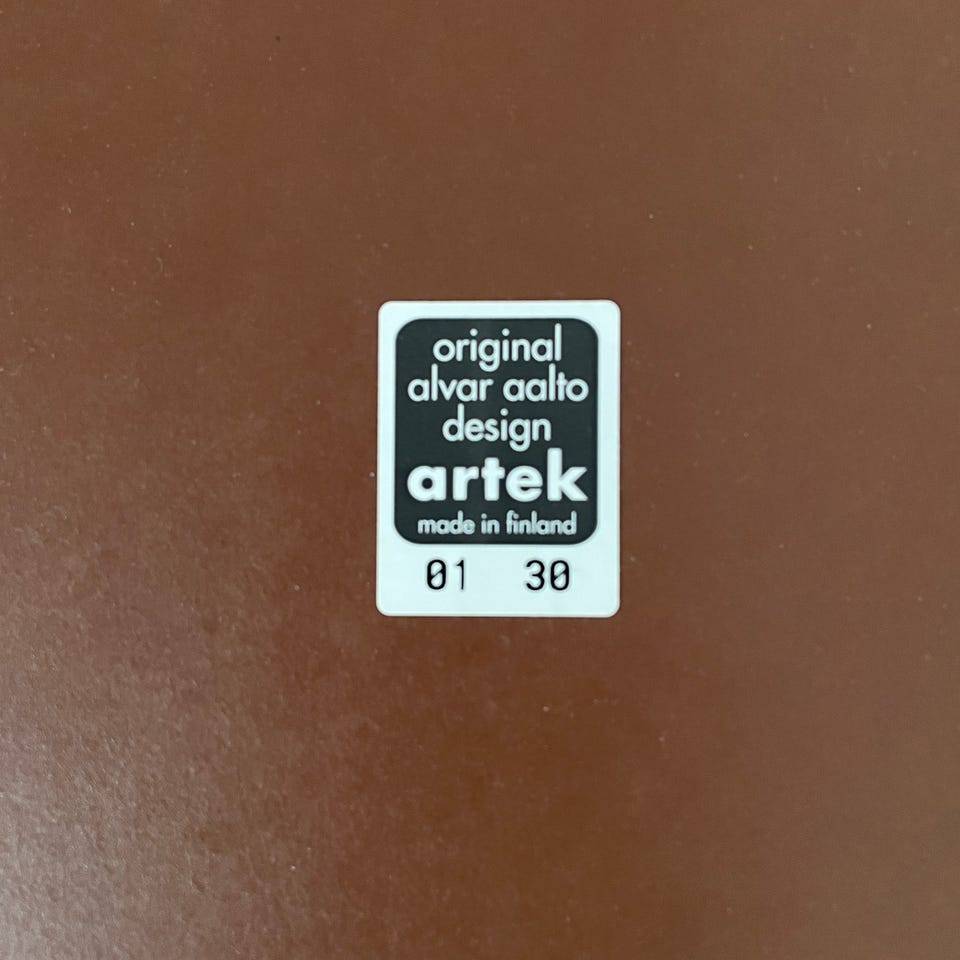 original
alvar aalto
design
artek
made in finland
01 30